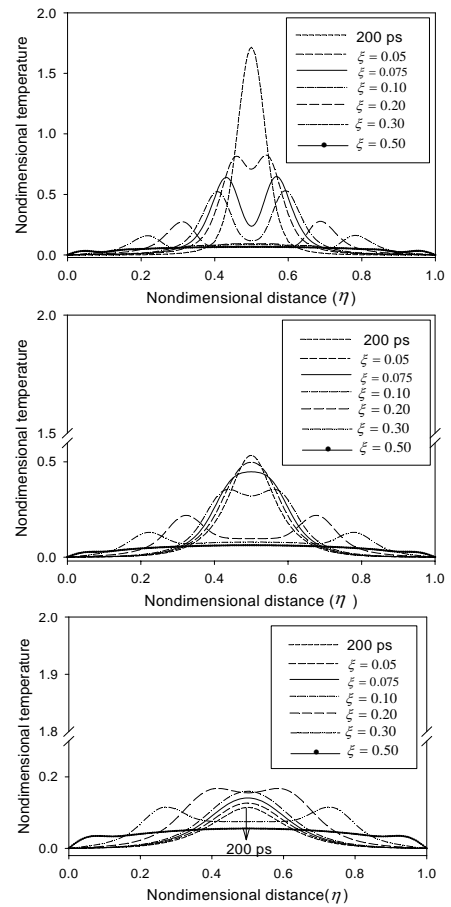 2.0
1.5
1.0
0.5
0.0
Nondimensional temperature
200 ps
ξ = 0.05
ξ = 0.075
ξ = 0.10
ξ = 0.20
ξ = 0.30
ξ = 0.50
0.0 0.2 0.4 0.6 0.8 1.0
Nondimensional distance (η)
2.0
1.5
0.5
0.0
Nondimensional temperature
200 ps
ξ = 0.05
ξ = 0.075
ξ = 0.10
ξ = 0.20
ξ = 0.30
ξ = 0.50
0.0 0.2 0.4 0.6 0.8 1.0
Nondimensional distance (η )
2.0
1.9
1.8
0.2
0.0
Nondimensional temperature
200 ps
ξ = 0.05
ξ = 0.075
ξ = 0.10
ξ = 0.20
ξ = 0.30
ξ = 0.50
200 ps
0.0 0.2 0.4 0.6 0.8 1.0
Nondimensional distance(η)